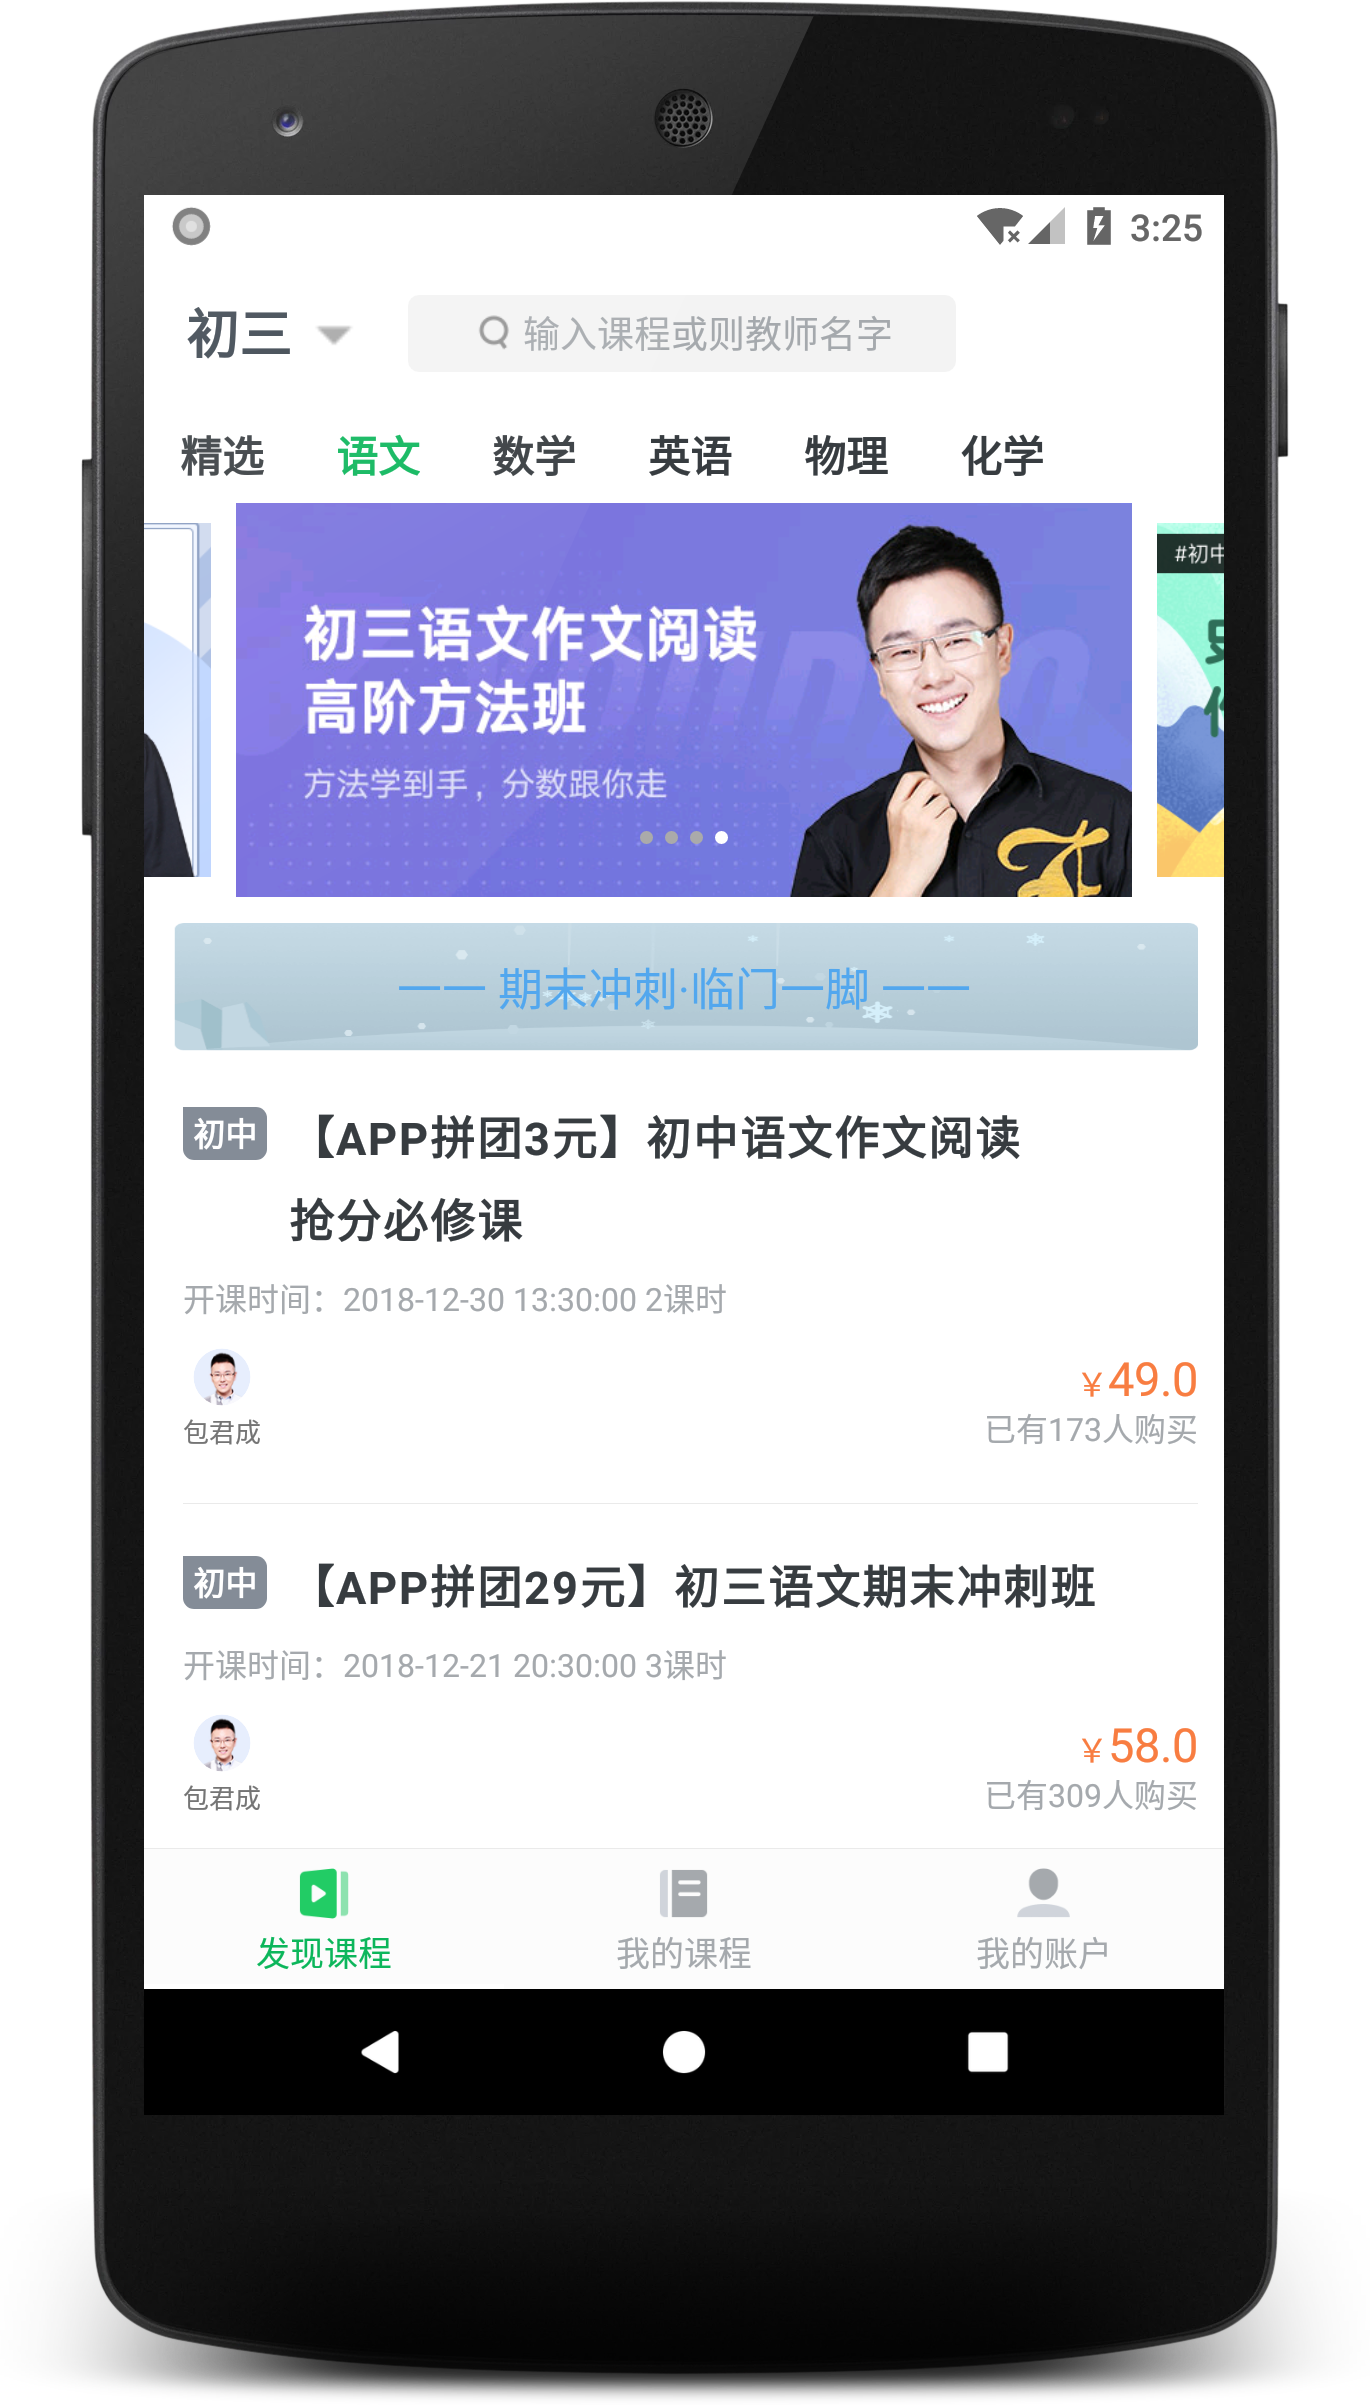 3:25
初三
输入课程或则教师名字
精选 语文 数学 英语 物理 化学
#初中
初三语文作文阅读
高阶方法班
方法学到手，分数跟你走
一一 期末冲刺·临门一脚 一一
初中 【APP拼团3元】初中语文作文阅读
抢分必修课
开课时间：2018-12-30 13:30:00 2课时
¥49.0
包君成
已有173人购买
初中 【APP拼团29元】初三语文期末冲刺班
开课时间：2018-12-21 20:30:00 3课时
¥58.0
包君成
已有309人购买
发现课程 我的课程 我的账户